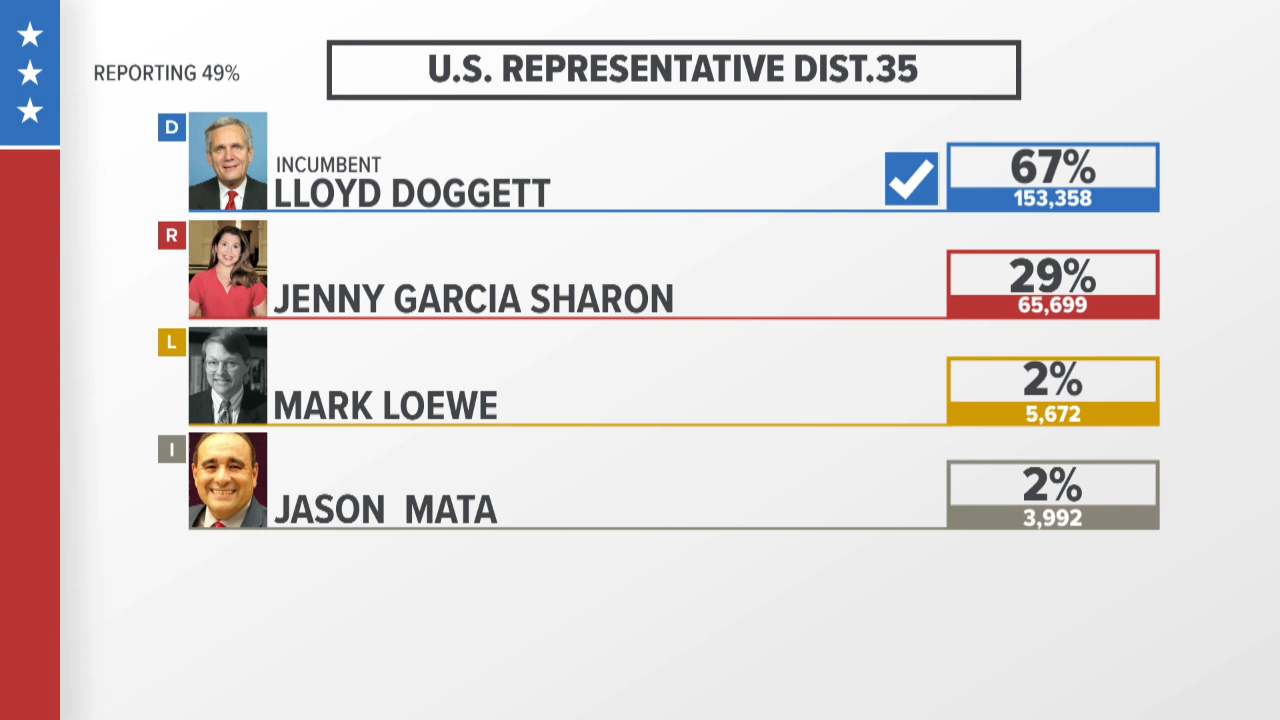 REPORTING 49%
U.S. REPRESENTATIVE DIST.35
D
INCUMBENT
LLOYD DOGGETT
67%
153,358
R
JENNY GARCIA SHARON
29%
65,699
L
MARK LOEWE
2%
5,672
I
JASON  MATA
2%
3,992